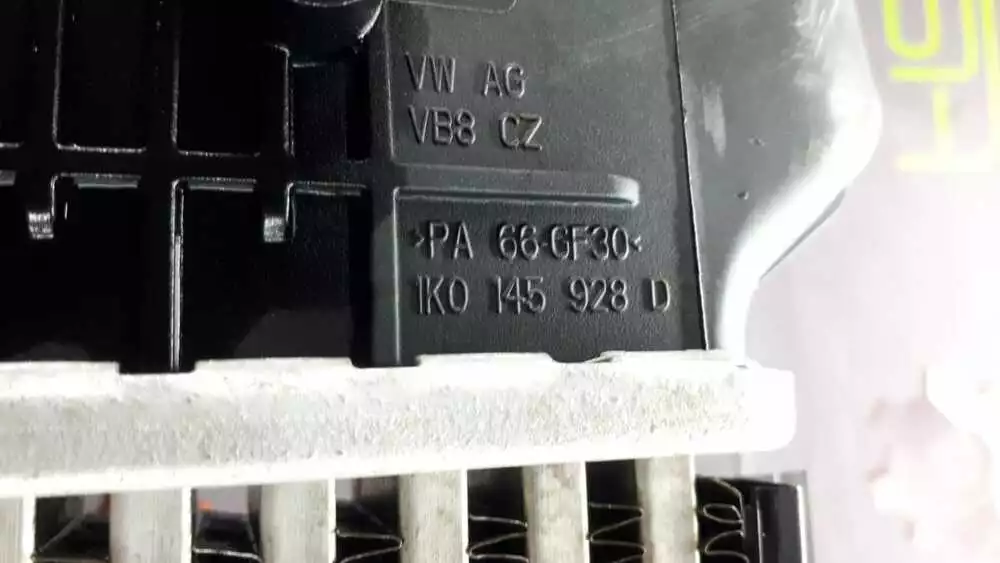 VW AG
VB8 CZ
>PA 66-GF30<
1K0 145 928 D